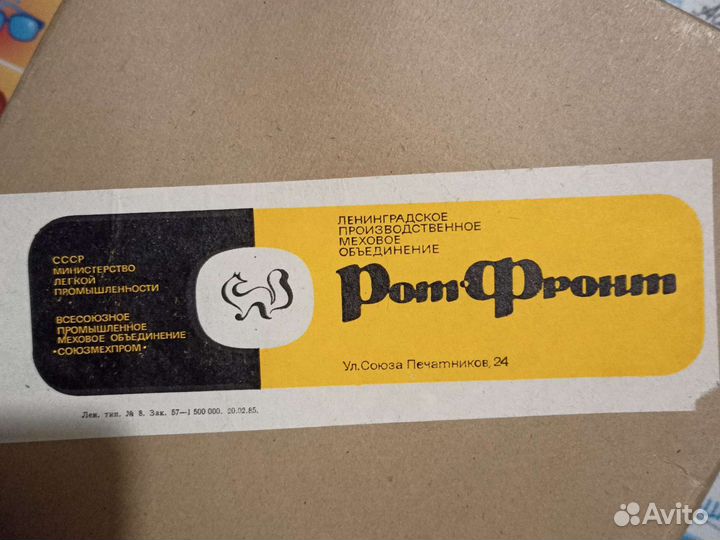 СССР
МИНИСТЕРСТВО
ЛЕГКОЙ
ПРОМЫШЛЕННОСТИ
ВСЕСОЮЗНОЕ
ПРОМЫШЛЕННОЕ
МЕХОВОЕ ОБЪЕДИНЕНИЕ
•СОЮЗМЕХПРОМ•
ЛЕНИНГРАДСКОЕ
ПРОИЗВОДСТВЕННОЕ
МЕХОВОЕ
ОБЪЕДИНЕНИЕ
Рот•Фронт
Ул. Союза Печатников, 24
Лен. тип. № 8. Зак. 57—1 500 000. 20.02.85.
Avito